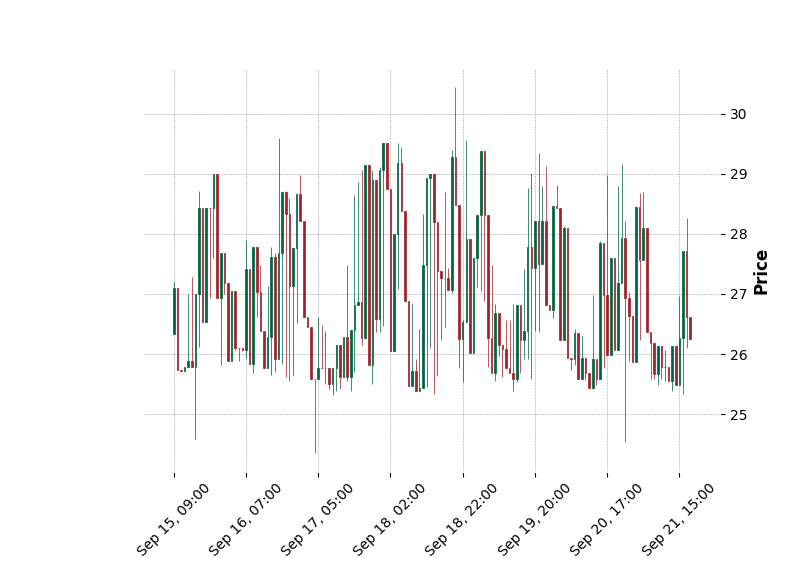 30
29
28
27
26
25
Price
Sep 15, 09:00
Sep 16, 07:00
Sep 17, 05:00
Sep 18, 02:00
Sep 18, 22:00
Sep 19, 20:00
Sep 20, 17:00
Sep 21, 15:00